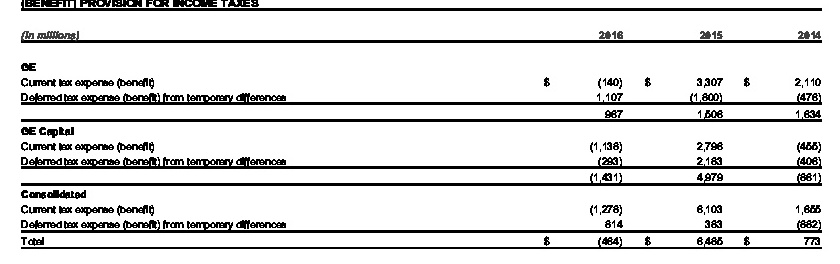 (BENEFIT) PROVISION FOR INCOME TAXES
(In millions) 2016 2015 2014
GE
Current tax expense (benefit) $ (140) $ 3,307 $ 2,110
Deferred tax expense (benefit) from temporary differences 1,107 (1,800) (476)
967 1,506 1,634
GE Capital
Current tax expense (benefit) (1,138) 2,796 (455)
Deferred tax expense (benefit) from temporary differences (293) 2,183 (406)
(1,431) 4,979 (861)
Consolidated
Current tax expense (benefit) (1,278) 6,103 1,655
Deferred tax expense (benefit) from temporary differences 814 383 (882)
Total $ (464) $ 6,485 $ 773